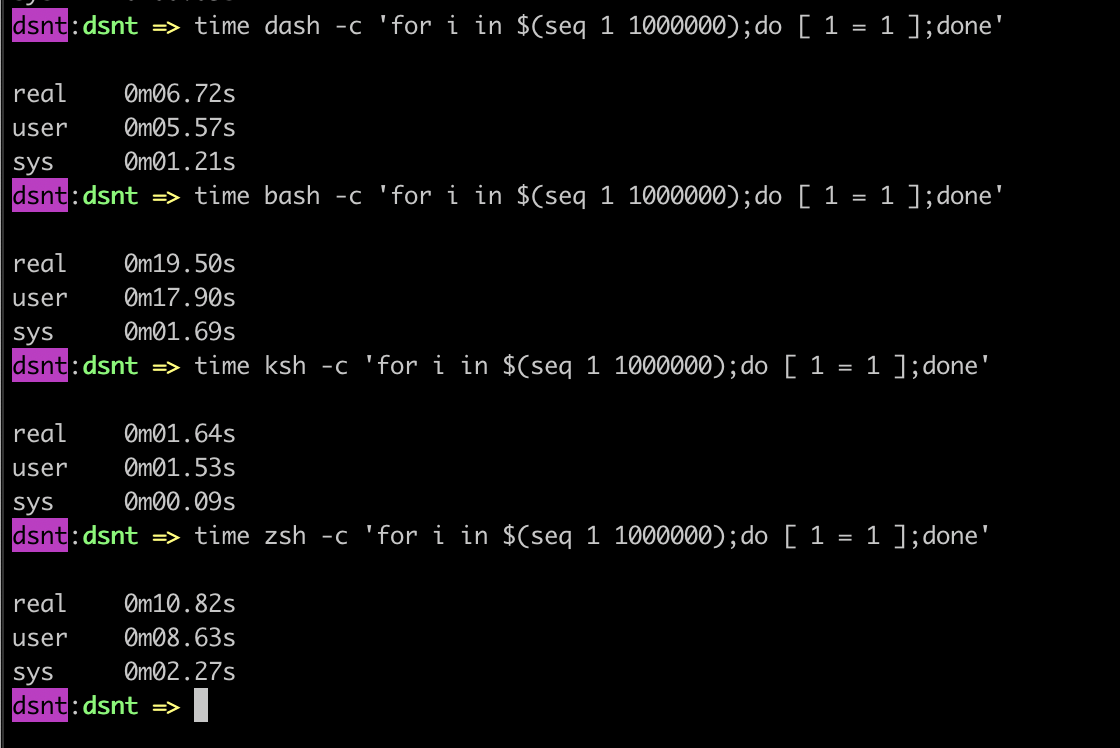 dsnt:dsnt => time dash -c 'for i in $(seq 1 1000000);do [ 1 = 1 ];done'
real    0m06.72s
user    0m05.57s
sys     0m01.21s
dsnt:dsnt => time bash -c 'for i in $(seq 1 1000000);do [ 1 = 1 ];done'
real    0m19.50s
user    0m17.90s
sys     0m01.69s
dsnt:dsnt => time ksh -c 'for i in $(seq 1 1000000);do [ 1 = 1 ];done'
real    0m01.64s
user    0m01.53s
sys     0m00.09s
dsnt:dsnt => time zsh -c 'for i in $(seq 1 1000000);do [ 1 = 1 ];done'
real    0m10.82s
user    0m08.63s
sys     0m02.27s
dsnt:dsnt =>